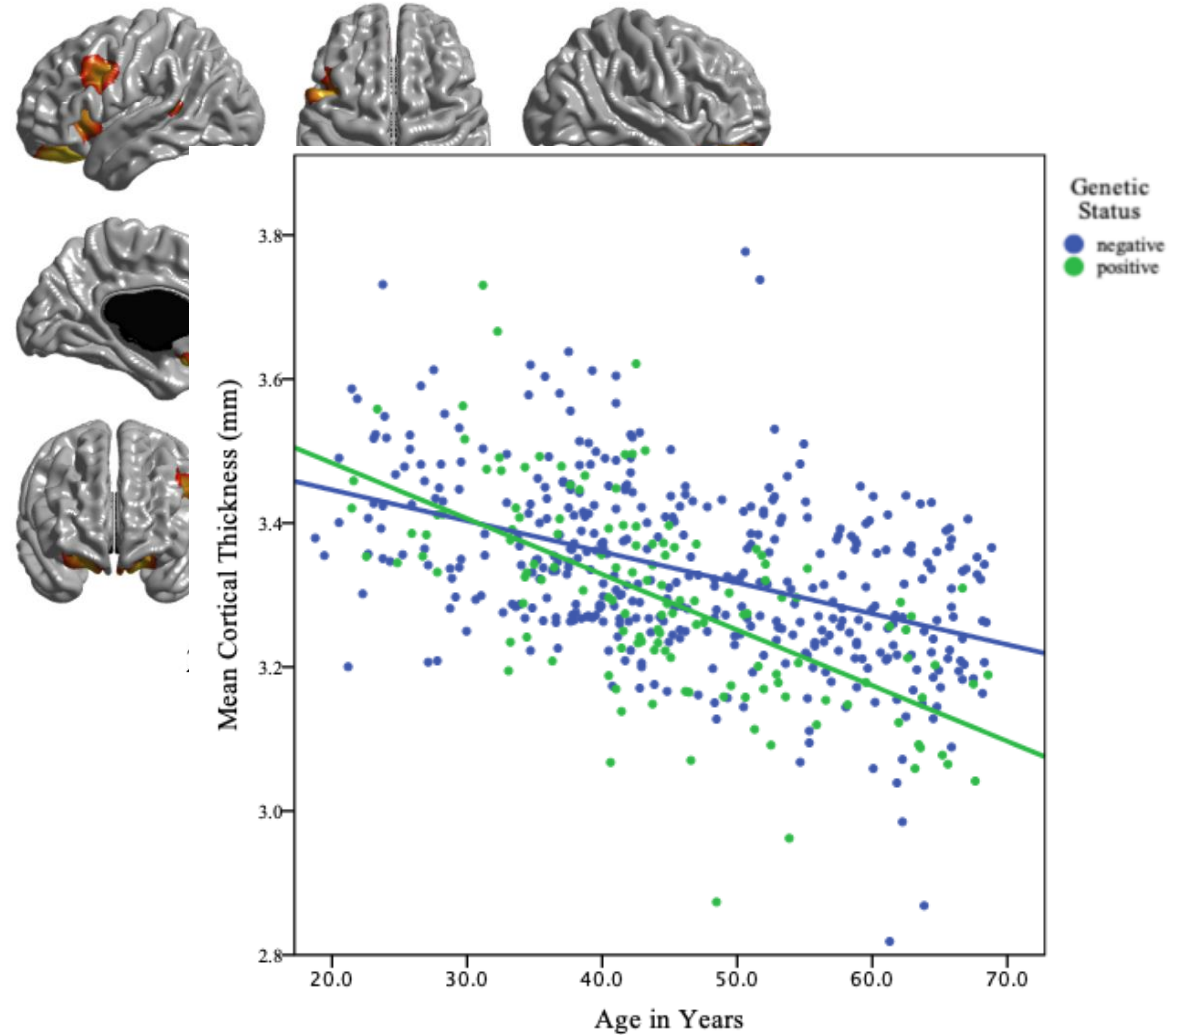 Genetic
Status
negative
positive
3.8
3.6
3.4
3.2
3.0
2.8
Mean Cortical Thickness (mm)
20.0 30.0 40.0 50.0 60.0 70.0
Age in Years